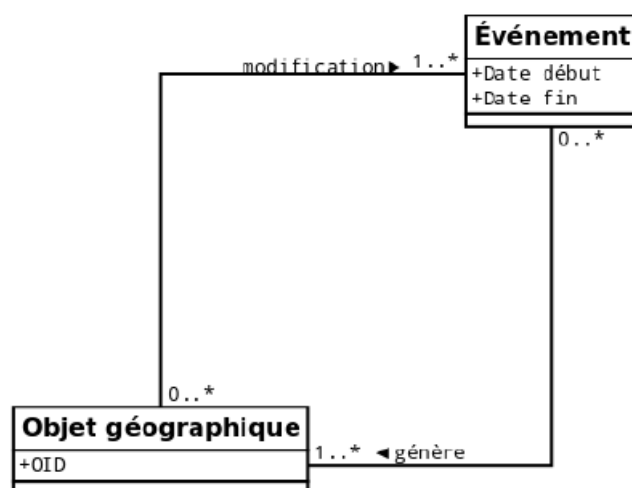 Événement
modification▶ 1..*
+Date début
+Date fin
0..*
0..*
Objet géographique
1..* ◀génère
+OID